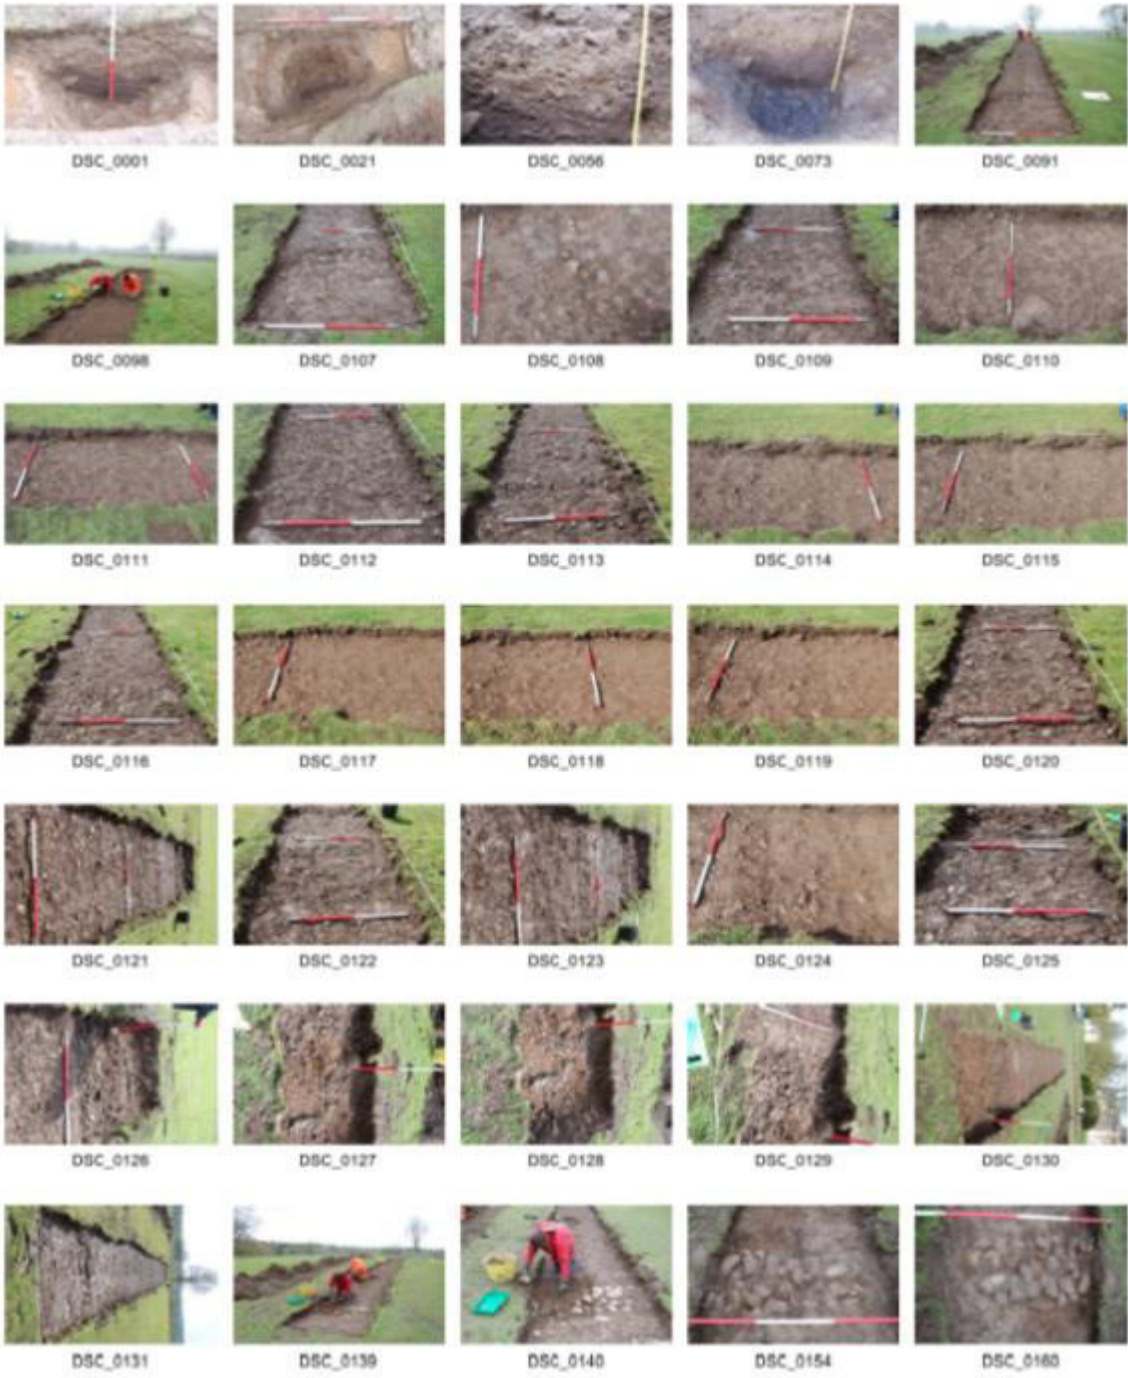 DSC_0001 DSC_0021 DSC_0056 DSC_0073 DSC_0091
DSC_0098 DSC_0107 DSC_0108 DSC_0109 DSC_0110
DSC_0111 DSC_0112 DSC_0113 DSC_0114 DSC_0115
DSC_0116 DSC_0117 DSC_0118 DSC_0119 DSC_0120
DSC_0121 DSC_0122 DSC_0123 DSC_0124 DSC_0125
DSC_0126 DSC_0127 DSC_0128 DSC_0129 DSC_0130
DSC_0131 DSC_0139 DSC_0140 DSC_0154 DSC_0160